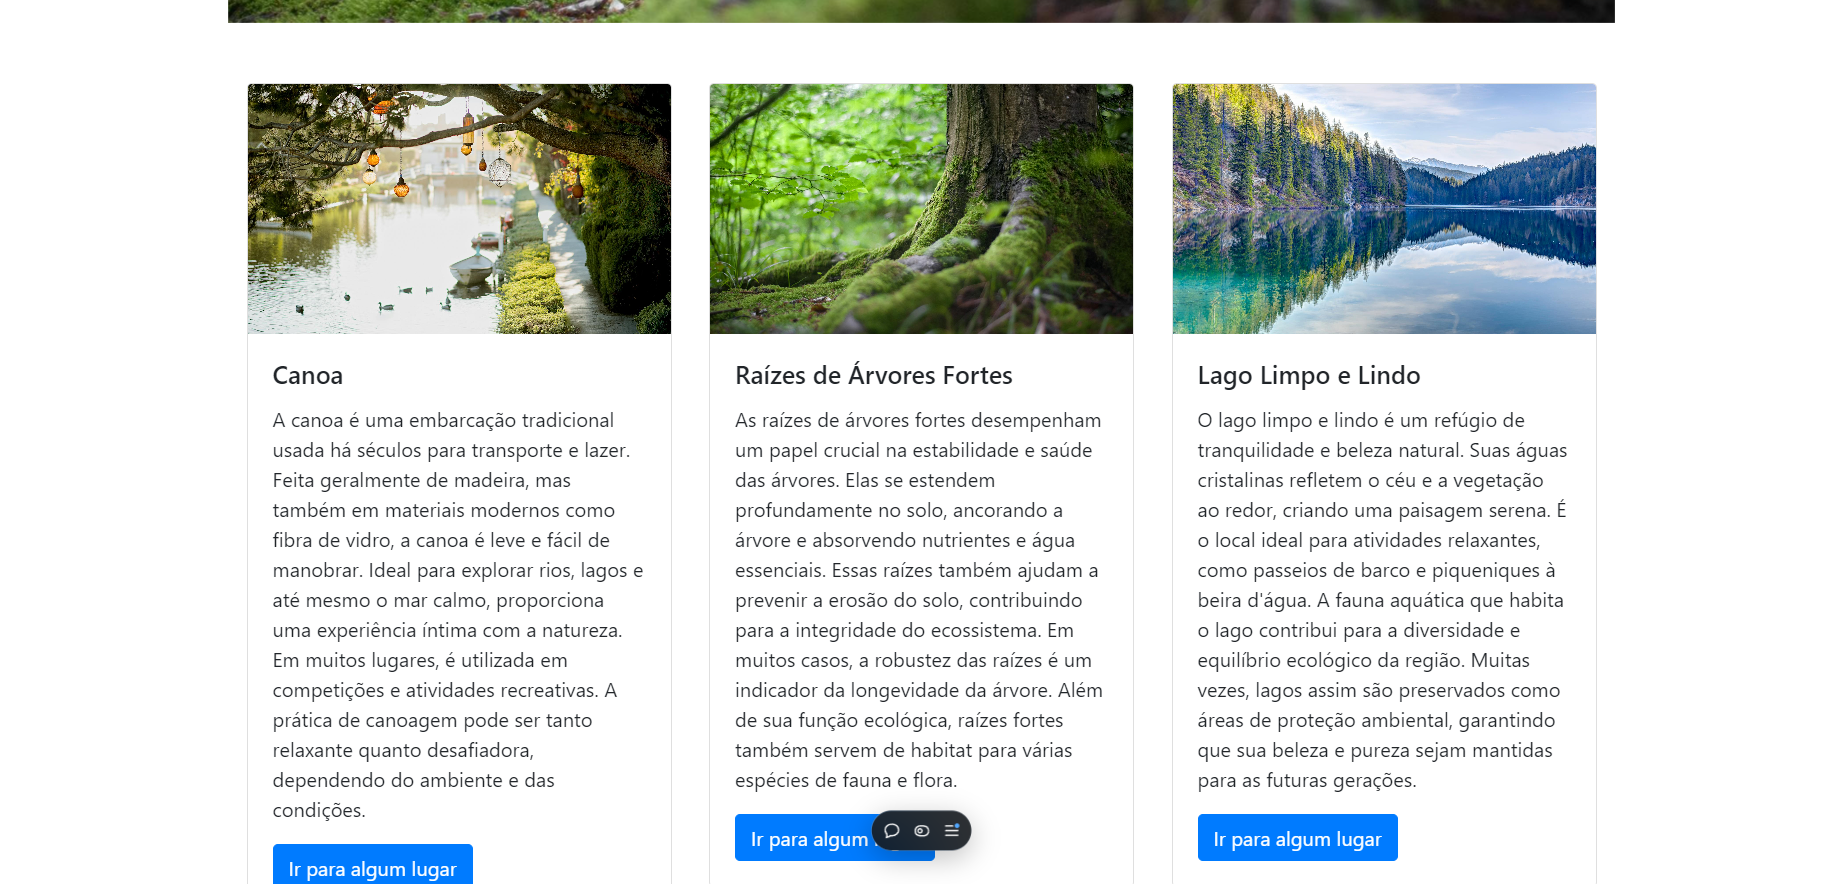 Canoa
A canoa é uma embarcação tradicional
usada há séculos para transporte e lazer.
Feita geralmente de madeira, mas
também em materiais modernos como
fibra de vidro, a canoa é leve e fácil de
manobrar. Ideal para explorar rios, lagos e
até mesmo o mar calmo, proporciona
uma experiência íntima com a natureza.
Em muitos lugares, é utilizada em
competições e atividades recreativas. A
prática de canoagem pode ser tanto
relaxante quanto desafiadora,
dependendo do ambiente e das
condições.
Ir para algum lugar
Raízes de Árvores Fortes
As raízes de árvores fortes desempenham
um papel crucial na estabilidade e saúde
das árvores. Elas se estendem
profundamente no solo, ancorando a
árvore e absorvendo nutrientes e água
essenciais. Essas raízes também ajudam a
prevenir a erosão do solo, contribuindo
para a integridade do ecossistema. Em
muitos casos, a robustez das raízes é um
indicador da longevidade da árvore. Além
de sua função ecológica, raízes fortes
também servem de habitat para várias
espécies de fauna e flora.
Ir para algum
Lago Limpo e Lindo
O lago limpo e lindo é um refúgio de
tranquilidade e beleza natural. Suas águas
cristalinas refletem o céu e a vegetação
ao redor, criando uma paisagem serena. É
o local ideal para atividades relaxantes,
como passeios de barco e piqueniques à
beira d'água. A fauna aquática que habita
o lago contribui para a diversidade e
equilíbrio ecológico da região. Muitas
vezes, lagos assim são preservados como
áreas de proteção ambiental, garantindo
que sua beleza e pureza sejam mantidas
para as futuras gerações.
Ir para algum lugar